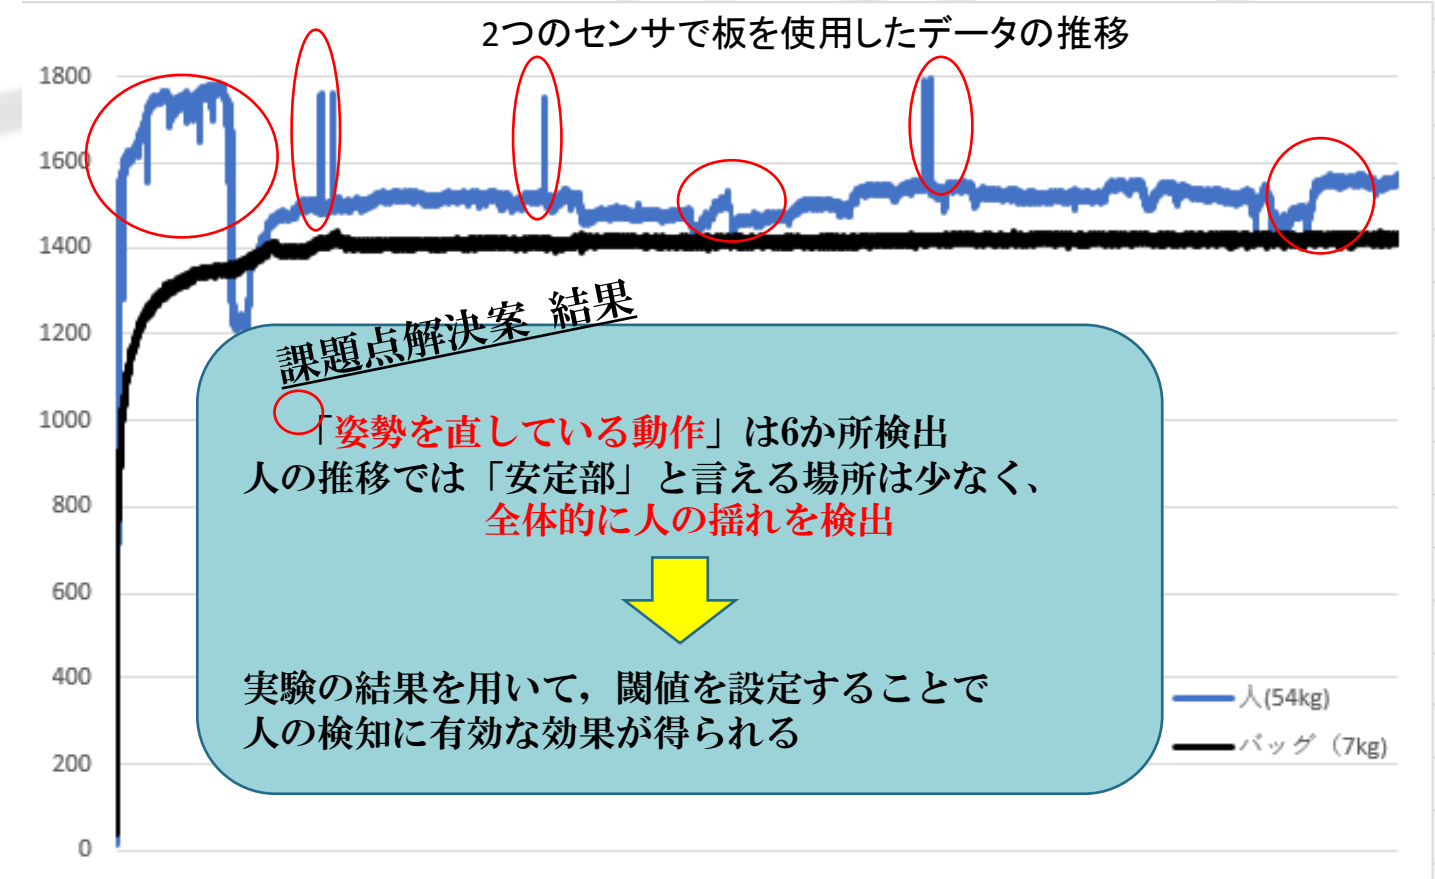 2つのセンサで板を使用したデータの推移
1800
1600
1400
1200
1000
800
600
400
200
0
課題点解決案 結果
「姿勢を直している動作」は6か所検出
人の推移では「安定部」と言える場所は少なく、
全体的に人の揺れを検出
実験の結果を用いて，閾値を設定することで
人の検知に有効な効果が得られる
人(54kg)
バッグ（7kg)